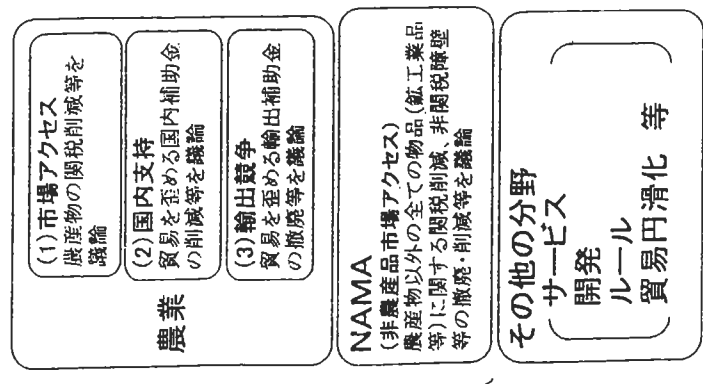 農業
(1)市場アクセス
農産物の関税削減等を
議論
(2)国内支持
貿易を歪める国内補助金
の削減等を議論
(3)輸出競争
貿易を歪める輸出補助金
の撤廃等を議論
NAMA
(非農産品市場アクセス)
農産物以外の全ての物品(鉱工業品
等)に関する関税削減、非関税障壁
等の撤廃・削減等を議論
その他の分野
サービス
開発
ルール
貿易円滑化 等